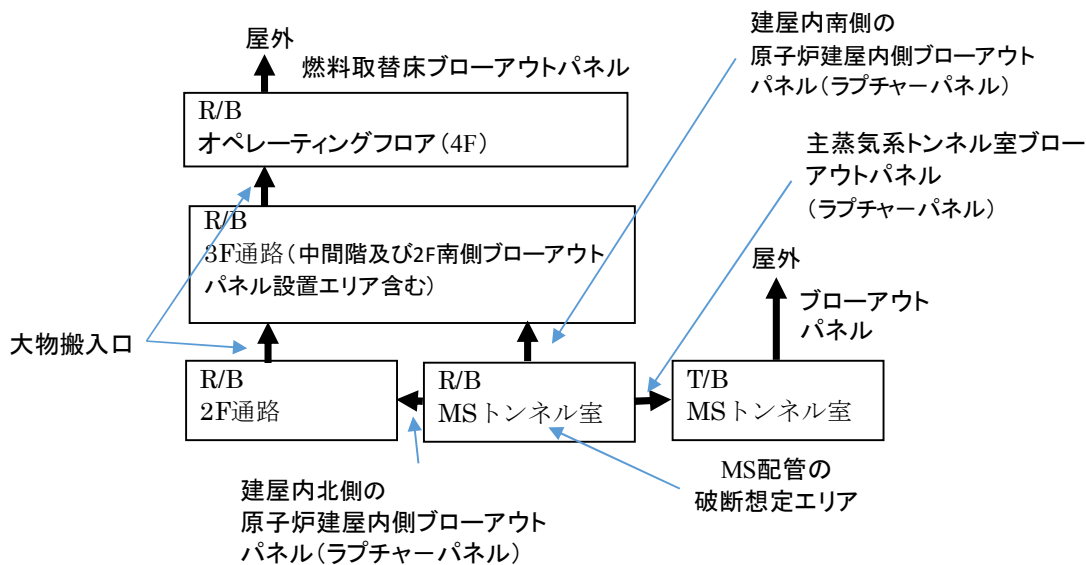 屋外
燃料取替床ブローアウトパネル
R/B
オペレーティングフロア（4F）
建屋内南側の
原子炉建屋内側ブローアウト
パネル（ラプチャーパネル）
主蒸気系トンネル室ブロー
アウトパネル
（ラプチャーパネル）
R/B
3F通路（中間階及び2F南側ブローアウト
パネル設置エリア含む）
屋外
ブローアウト
パネル
大物搬入口
R/B
2F通路
R/B
MSトンネル室
T/B
MSトンネル室
建屋内北側の
原子炉建屋内側ブローアウト
パネル（ラプチャーパネル）
MS配管の
破断想定エリア